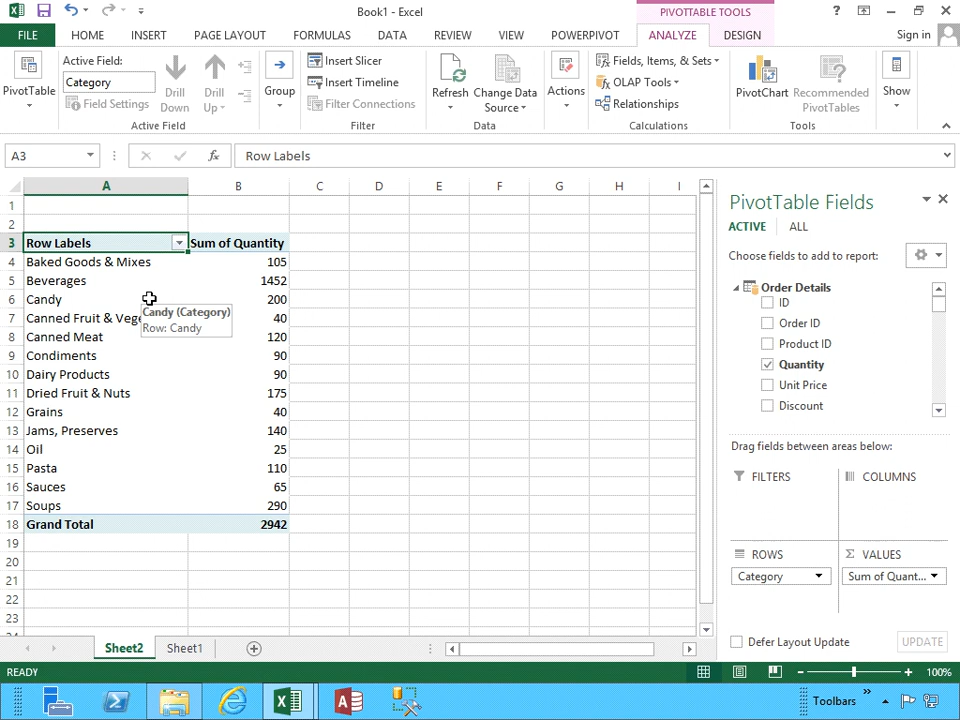 Book1 - Excel
PIVOTTABLE TOOLS
?
FILE HOME INSERT PAGE LAYOUT FORMULAS DATA REVIEW VIEW POWERPIVOT ANALYZE DESIGN Sign in
PivotTable
Active Field:
Category
Field Settings
Drill Down
Drill Up
Active Field
Group
Insert Slicer
Insert Timeline
Filter Connections
Filter
Refresh
Change Data Source
Data
Actions
Fields, Items, & Sets
OLAP Tools
Relationships
Calculations
PivotChart
Recommended PivotTables
Tools
Show
A3 fx Row Labels
A B C D E F G H I
1
2
3 Row Labels Sum of Quantity
4 Baked Goods & Mixes 105
5 Beverages 1452
6 Candy 200
7 Canned Fruit & Vege 40
8 Canned Meat 120
9 Condiments 90
10 Dairy Products 90
11 Dried Fruit & Nuts 175
12 Grains 40
13 Jams, Preserves 140
14 Oil 25
15 Pasta 110
16 Sauces 65
17 Soups 290
18 Grand Total 2942
19
20
21
22
23
Candy (Category)
Row: Candy
PivotTable Fields
ACTIVE ALL
Choose fields to add to report:
Order Details
ID
Order ID
Product ID
Quantity
Unit Price
Discount
Drag fields between areas below:
FILTERS COLUMNS
ROWS Σ VALUES
Category Sum of Quant...
Defer Layout Update UPDATE
Sheet2 Sheet1
READY 100%
Toolbars